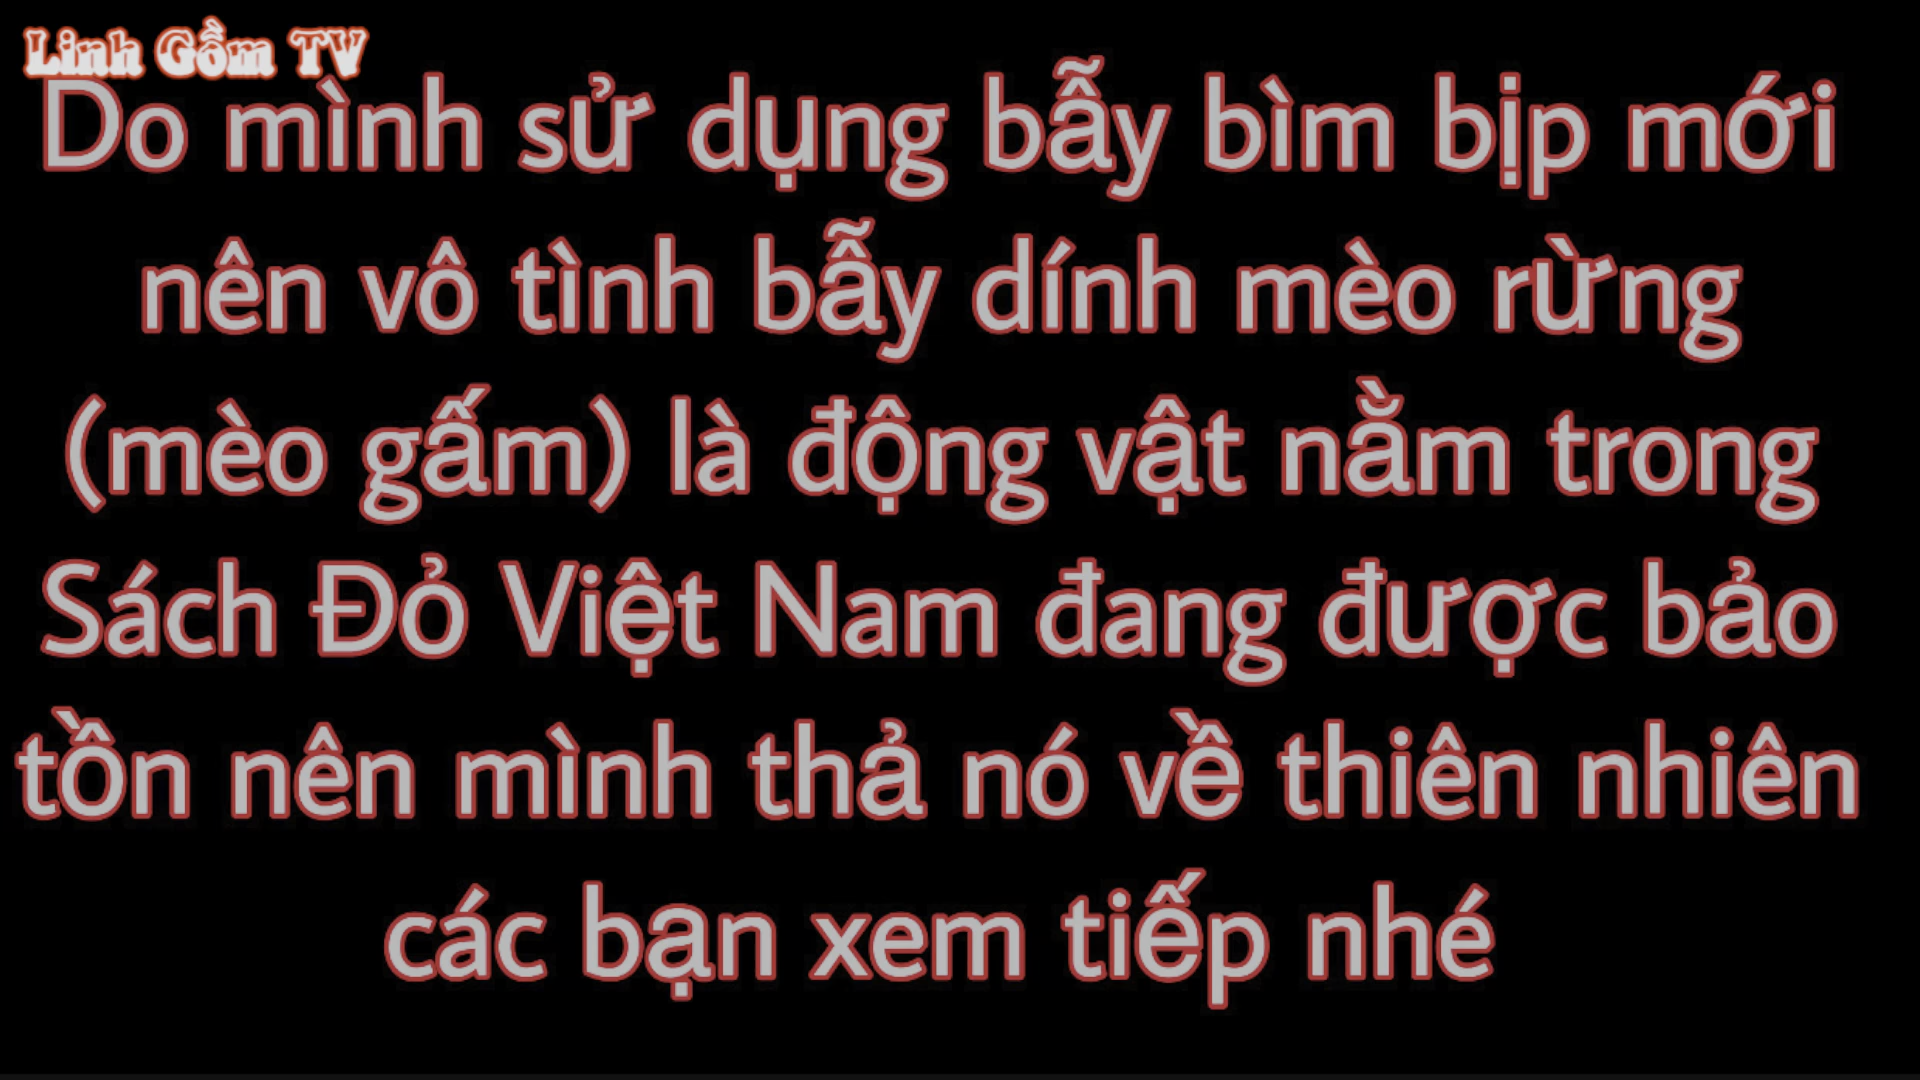 Linh Gồm TV
Do mình sử dụng bẫy bìm bịp mới
nên vô tình bẫy dính mèo rừng
(mèo gấm) là động vật nằm trong
Sách Đỏ Việt Nam đang được bảo
tồn nên mình thả nó về thiên nhiên
các bạn xem tiếp nhé